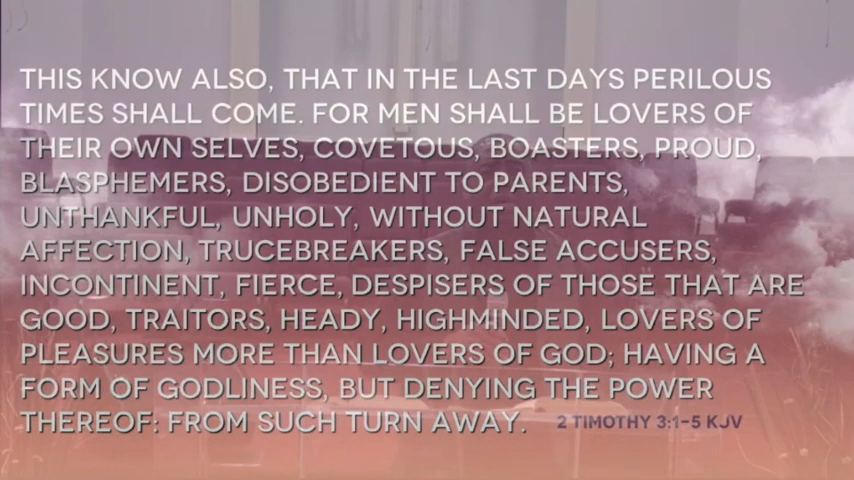 THIS KNOW ALSO, THAT IN THE LAST DAYS PERILOUS
TIMES SHALL COME. FOR MEN SHALL BE LOVERS OF
THEIR OWN SELVES, COVETOUS, BOASTERS, PROUD,
BLASPHEMERS, DISOBEDIENT TO PARENTS,
UNTHANKFUL, UNHOLY, WITHOUT NATURAL
AFFECTION, TRUCEBREAKERS, FALSE ACCUSERS,
INCONTINENT, FIERCE, DESPISERS OF THOSE THAT ARE
GOOD, TRAITORS, HEADY, HIGHMINDED, LOVERS OF
PLEASURES MORE THAN LOVERS OF GOD; HAVING A
FORM OF GODLINESS, BUT DENYING THE POWER
THEREOF: FROM SUCH TURN AWAY. 2 TIMOTHY 3:1-5 KJV